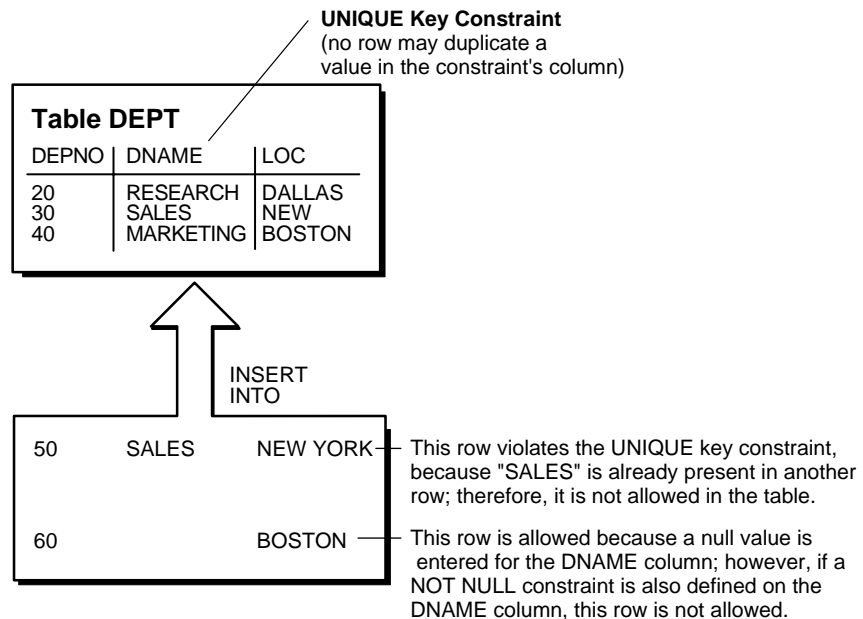 UNIQUE Key Constraint
(no row may duplicate a
value in the constraint's column)
Table DEPT
DEPNO DNAME LOC
20 RESEARCH DALLAS
30 SALES NEW
40 MARKETING BOSTON
INSERT
INTO
50 SALES NEW YORK
This row violates the UNIQUE key constraint,
because "SALES" is already present in another
row; therefore, it is not allowed in the table.
60 BOSTON
This row is allowed because a null value is
entered for the DNAME column; however, if a
NOT NULL constraint is also defined on the
DNAME column, this row is not allowed.